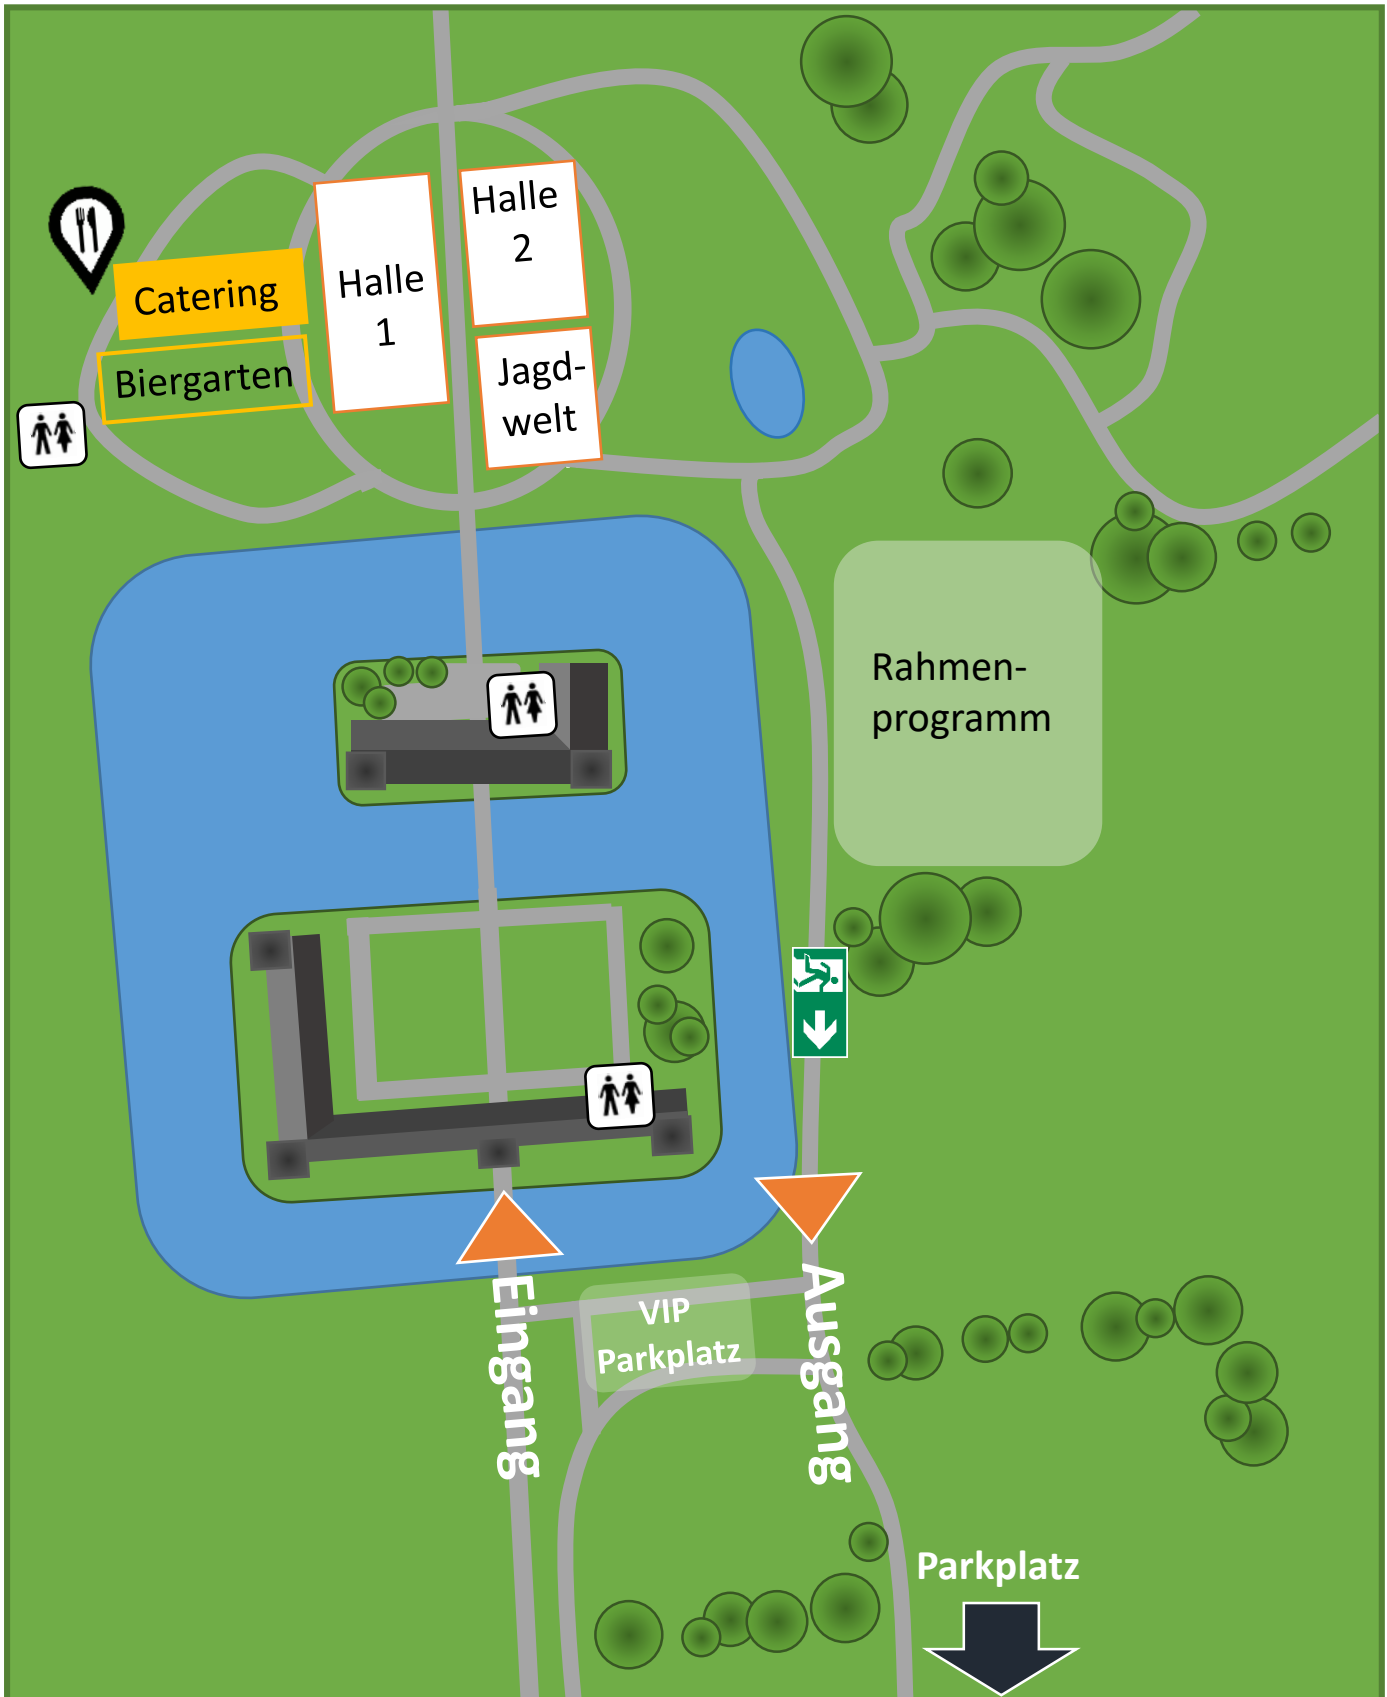 Halle
2
Halle
1
Catering
Biergarten
Jagd-
welt
Rahmen-
programm
Eingang
VIP
Parkplatz
Ausgang
Parkplatz